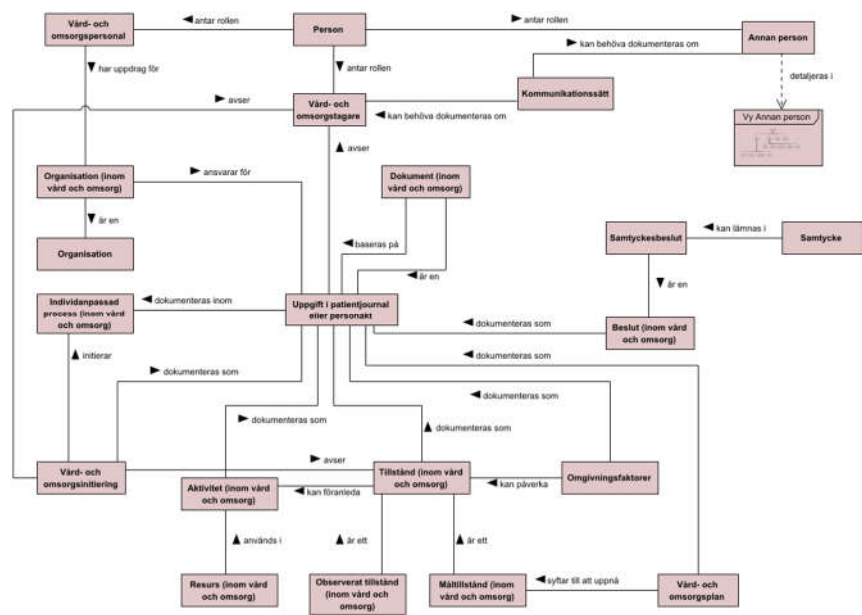 Vård- och
omsorgspersonal
◄ antar rollen
Person
► antar rollen
Annan person
▼ har uppdrag för
▼ antar rollen
► kan behöva dokumenteras om
detaljeras i
► avser
Vård- och
omsorgstagare
Kommunikationssätt
◄ kan behöva dokumenteras om
Vy Annan person
▲ avser
Organisation (inom
vård och omsorg)
► ansvarar för
Dokument (inom
vård och omsorg)
▼ är en
Organisation
◄ baseras på
◄ är en
Samtyckesbeslut
◄ kan lämnas i
Samtycke
▼ är en
Individanpassad
process (inom vård
och omsorg)
◄ dokumenteras inom
Uppgift i patientjournal
eller personakt
◄ dokumenteras som
Beslut (inom vård
och omsorg)
▲ initierar
► dokumenteras som
◄ dokumenteras som
◄ dokumenteras som
► dokumenteras som
▲ dokumenteras som
Vård- och
omsorgsinitiering
► avser
Aktivitet (inom vård
och omsorg)
◄ kan föranleda
Tillstånd (inom vård
och omsorg)
◄ kan påverka
Omgivningsfaktorer
▲ används i
▲ är ett
▲ är ett
Resurs (inom vård
och omsorg)
Observerat tillstånd
(inom vård och
omsorg)
Måltillstånd (inom
vård och omsorg)
◄ syftar till att uppnå
Vård- och
omsorgsplan